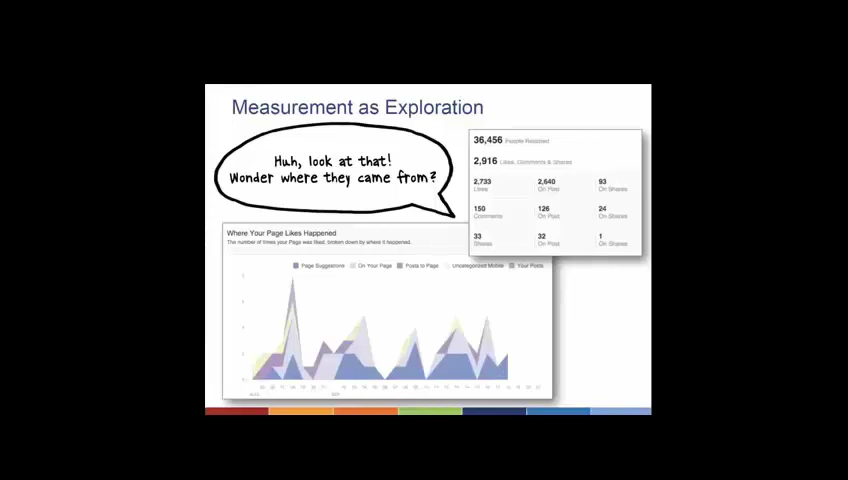 Measurement as Exploration
Huh, look at that!
Wonder where they came from?
36,456 People Reached
2,916 Likes, Comments & Shares
2,733 2,640 93
Likes On Post On Shares
150 126 24
Comments On Post On Shares
33 32 1
Shares On Post On Shares
Where Your Page Likes Happened
The number of times your Page was liked, broken down by where it happened.
Page Suggestions On Your Page Posts to Page Uncategorized Mobile Your Posts